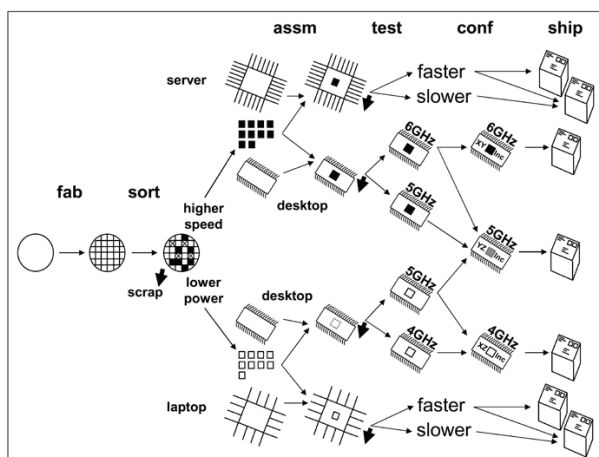 assm test conf ship
server
faster
slower
6GHz
6GHz
XY Inc
fab sort
higher
speed
desktop
5GHz
5GHz
YZ Inc
scrap
lower
power
desktop
5GHz
4GHz
4GHz
XZ Inc
laptop
faster
slower